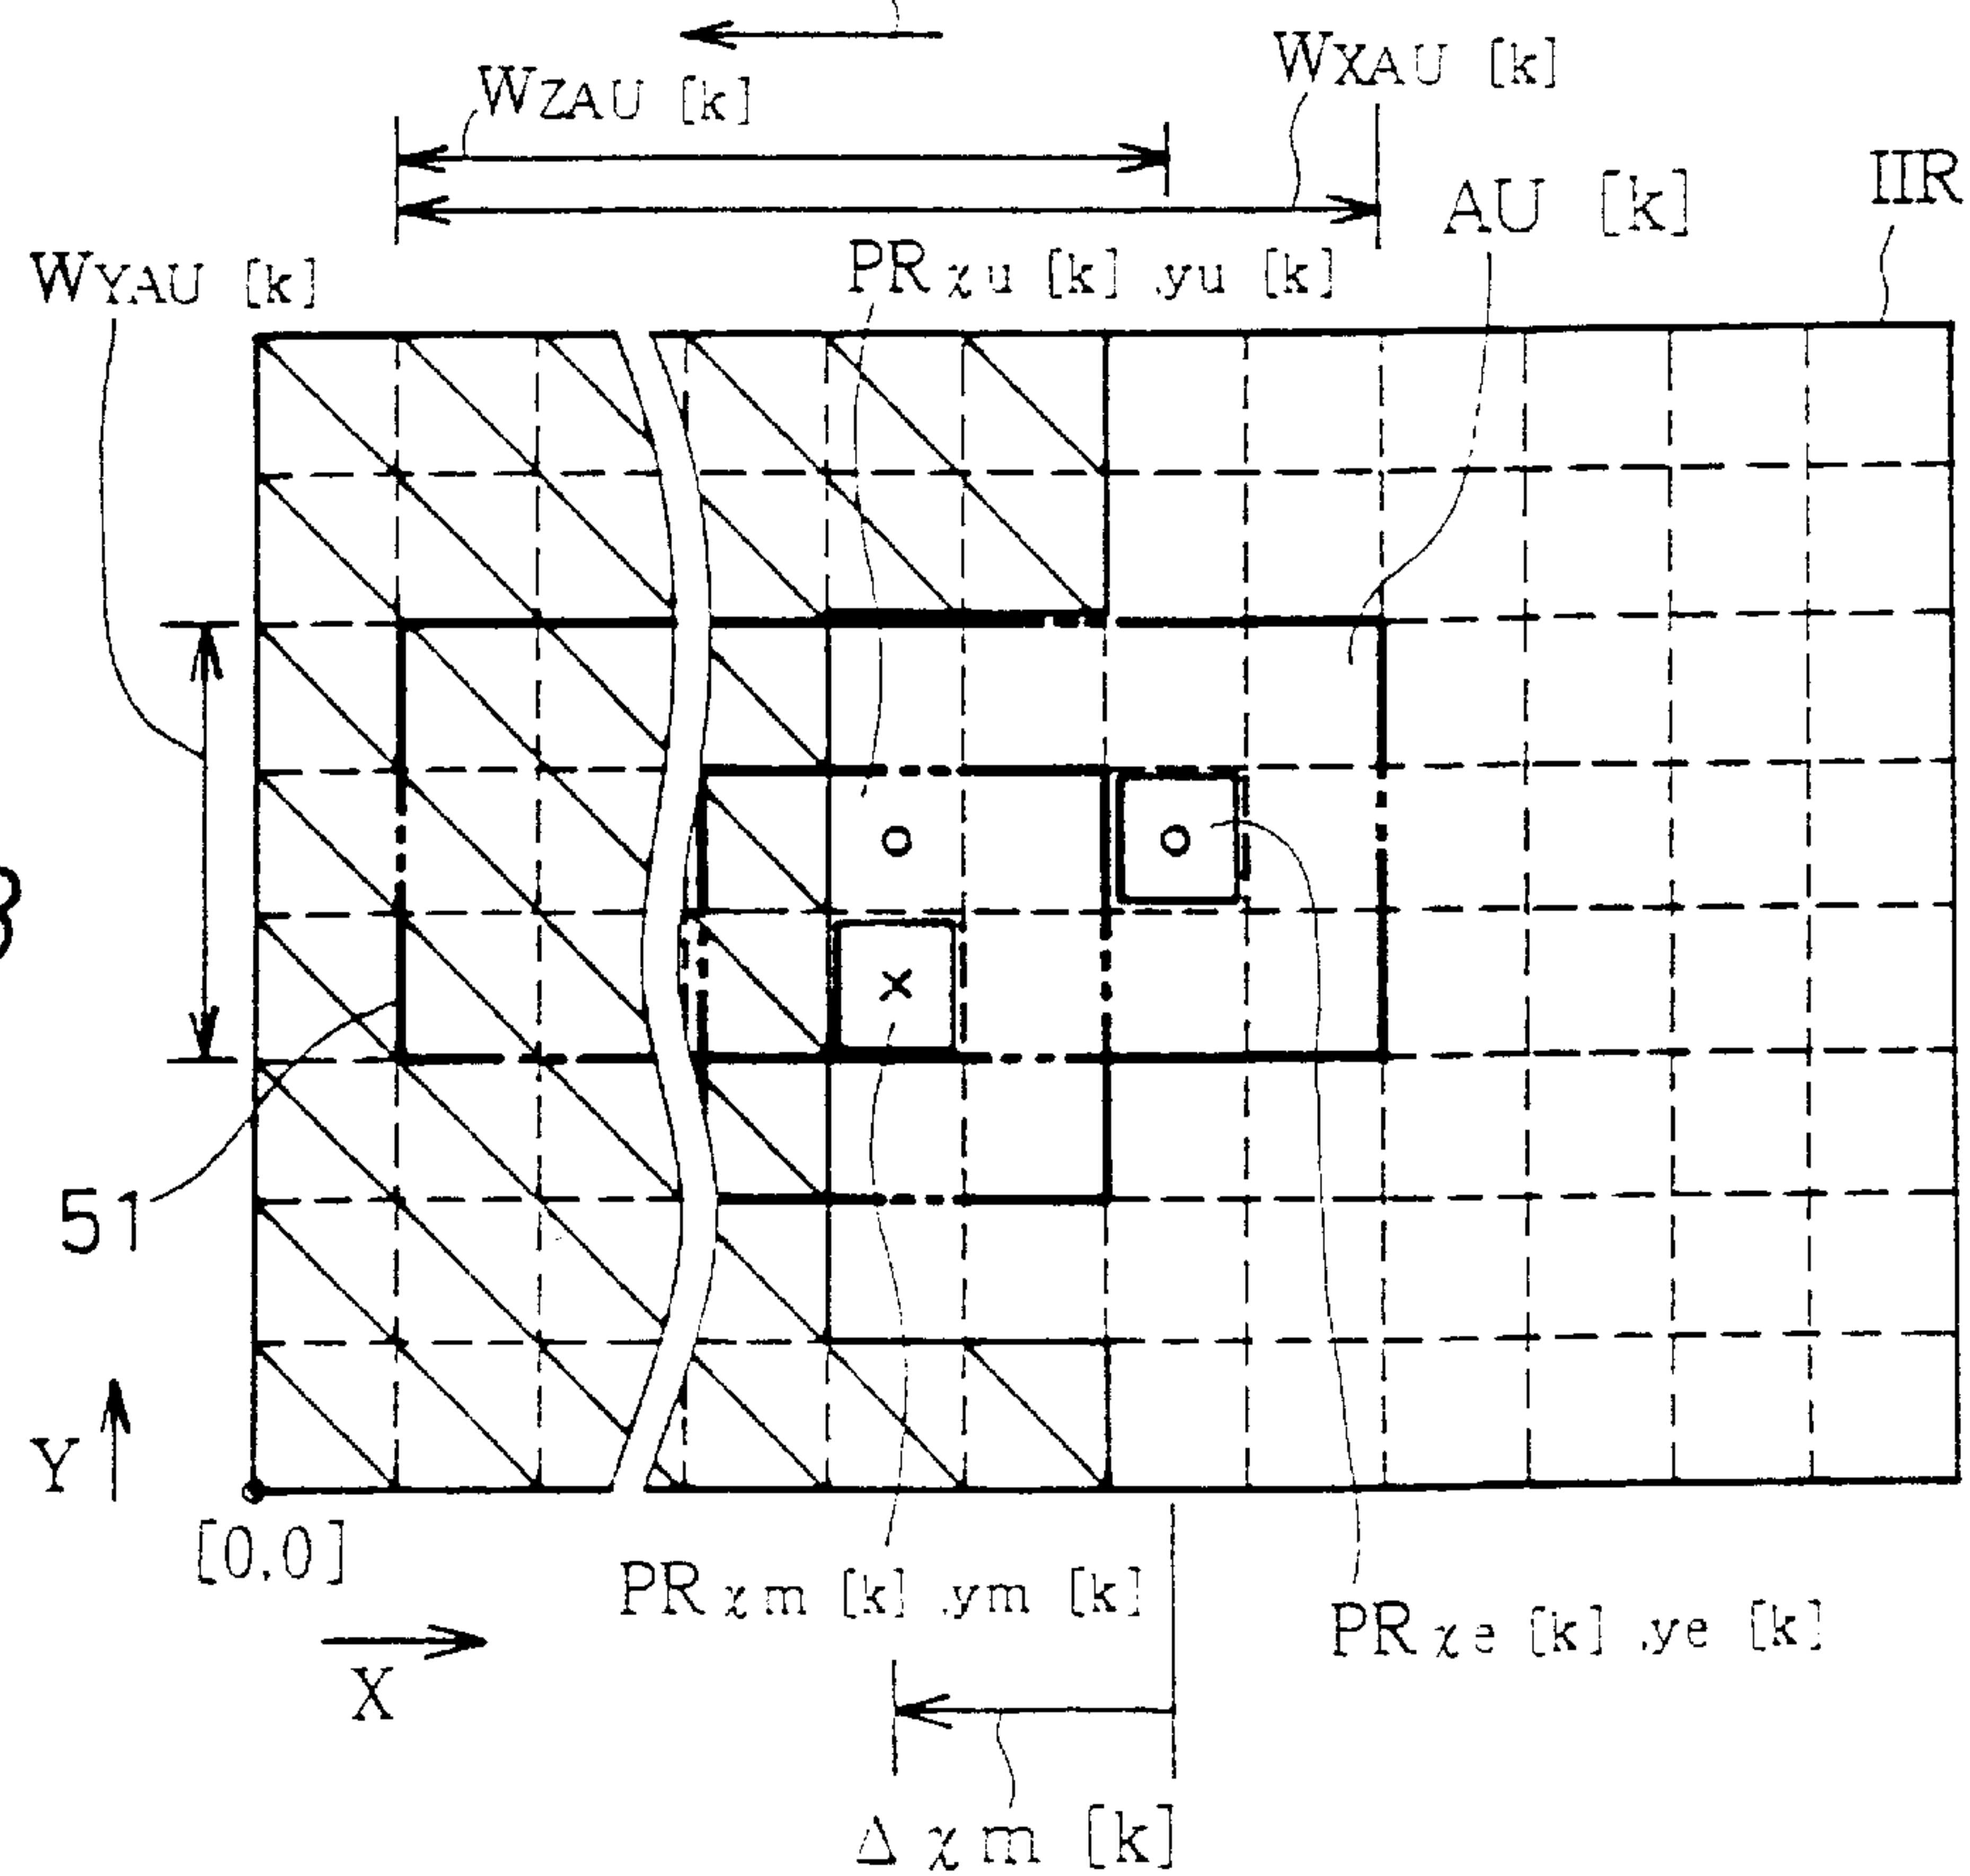 WZAU [k]
WXAU [k]
AU [k]
IIR
WYAU [k]
PR χu [k] ,yu [k]
51
Y
[0,0]
X
PR χm [k] ,ym [k]
PR χe [k] ,ye [k]
Δ χm [k]